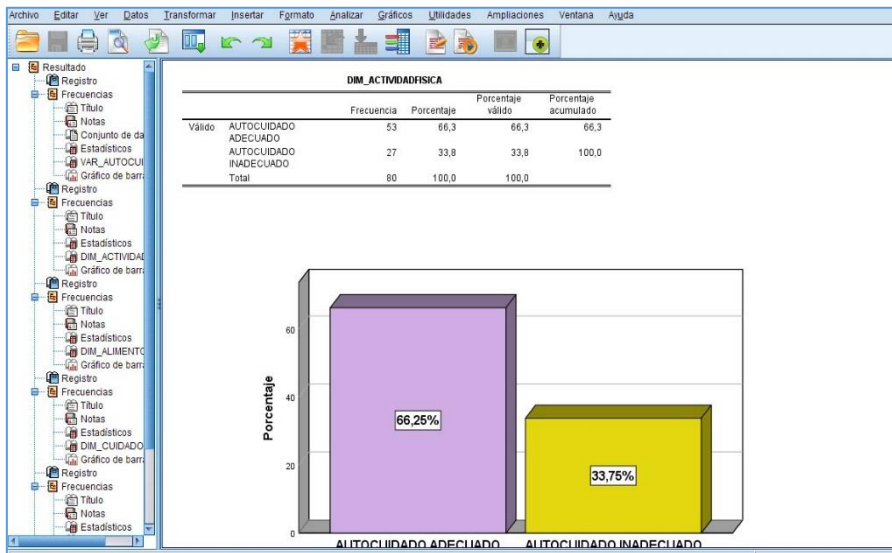 Archivo Editar Ver Datos Transformar Insertar Formato Analizar Gráficos Utilidades Ampliaciones Ventana Ayuda
Resultado
Registro
Frecuencias
Título
Notas
Conjunto de da
Estadísticos
VAR_AUTOCUI
Gráfico de barr
Registro
Frecuencias
Título
Notas
Estadísticos
DIM_ACTIVIDAD
Gráfico de barr
Registro
Frecuencias
Título
Notas
Estadísticos
DIM_ALIMENTO
Gráfico de barr
Registro
Frecuencias
Título
Notas
Estadísticos
DIM_CUIDADO
Gráfico de barr
Registro
Frecuencias
Título
Notas
Estadísticos
DIM_ACTIVIDADFISICA
Frecuencia Porcentaje Porcentaje válido Porcentaje acumulado
Válido AUTOCUIDADO ADECUADO 53 66,3 66,3 66,3
AUTOCUIDADO INADECUADO 27 33,8 33,8 100,0
Total 80 100,0 100,0
Porcentaje
60
40
20
0
66,25%
33,75%
AUTOCUIDADO ADECUADO AUTOCUIDADO INADECUADO